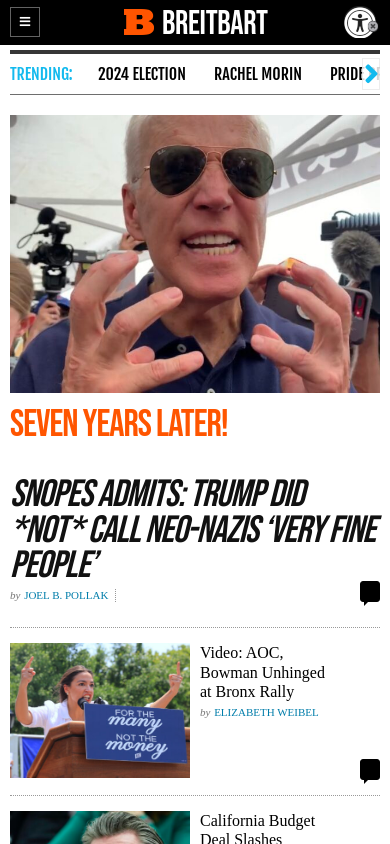 BREITBART
TRENDING:
2024 ELECTION
RACHEL MORIN
PRIDE
SEVEN YEARS LATER!
SNOPES ADMITS: TRUMP DID
*NOT* CALL NEO-NAZIS ‘VERY FINE
PEOPLE’
by JOEL B. POLLAK
Video: AOC,
Bowman Unhinged
at Bronx Rally
by ELIZABETH WEIBEL
FOR THE
many
NOT THE
money
California Budget
Deal Slashes